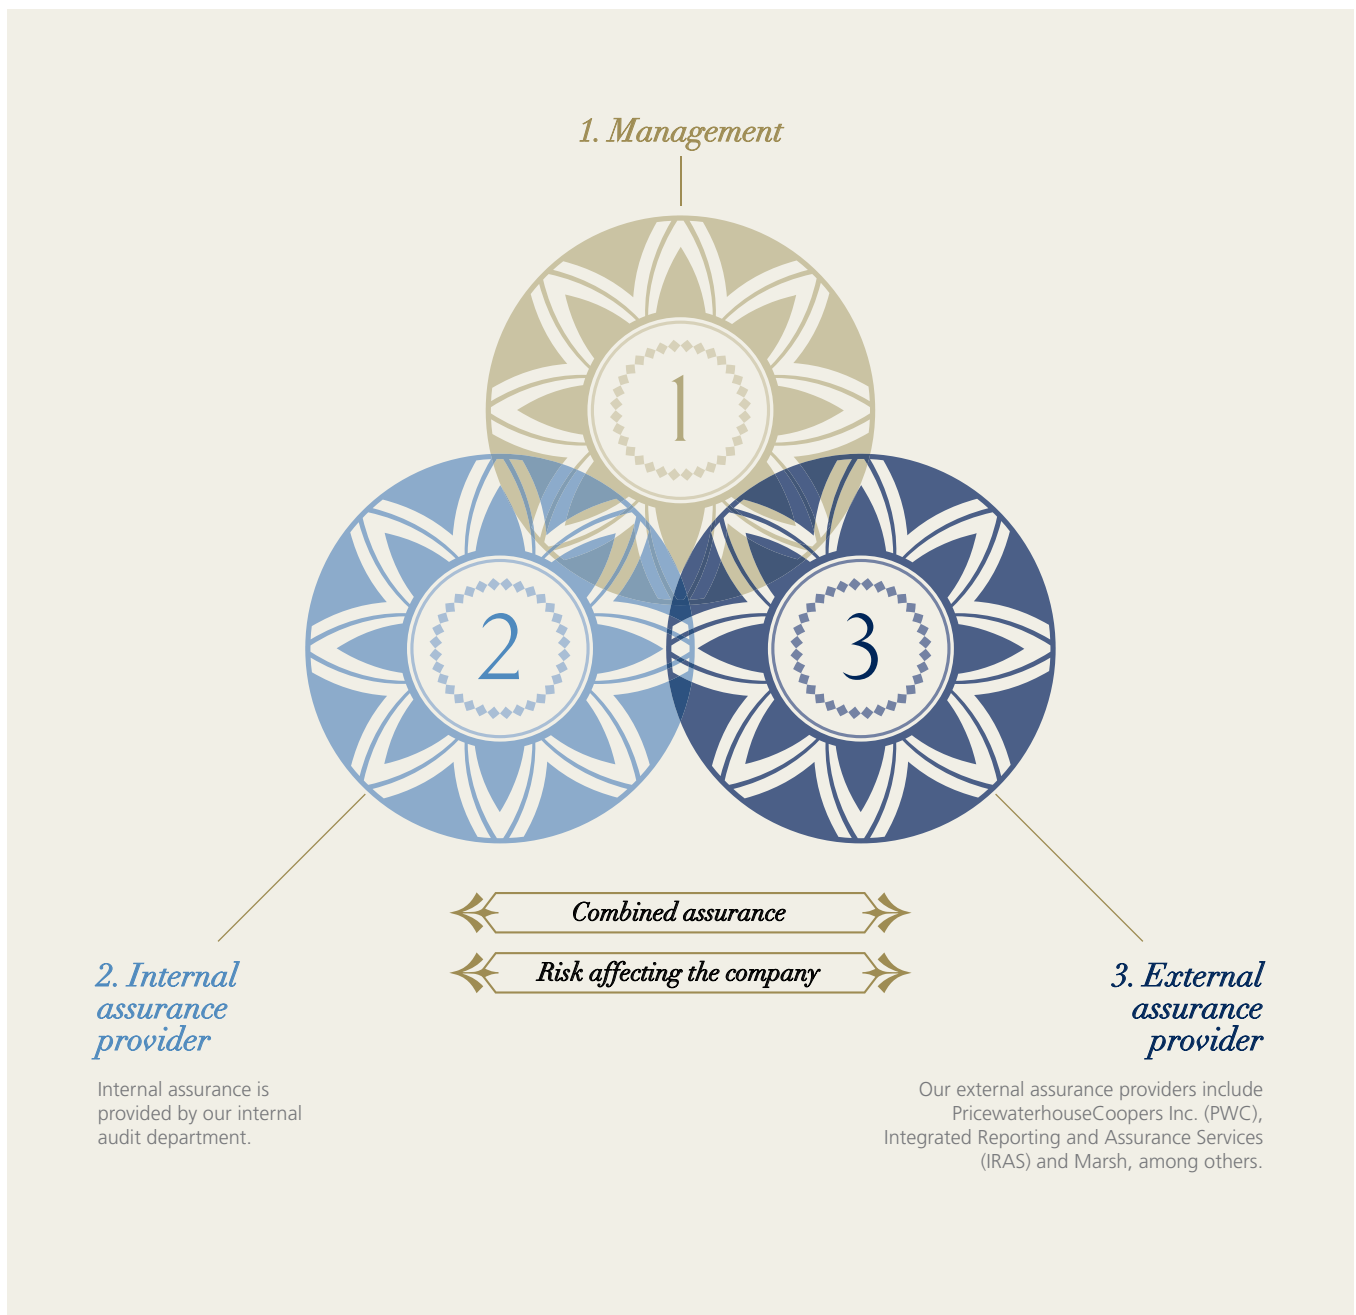 1. Management
1
2
3
Combined assurance
Risk affecting the company
2. Internal
assurance
provider
Internal assurance is
provided by our internal
audit department.
3. External
assurance
provider
Our external assurance providers include
PricewaterhouseCoopers Inc. (PWC),
Integrated Reporting and Assurance Services
(IRAS) and Marsh, among others.